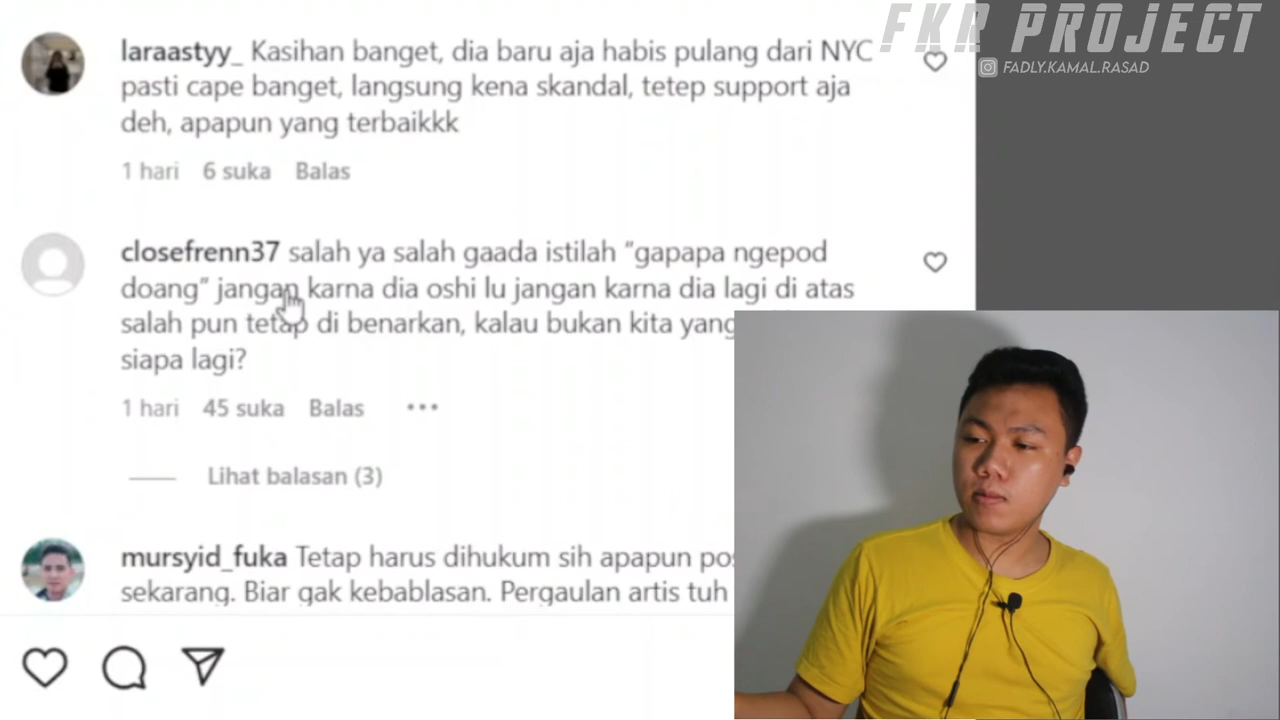 FKR PROJECT
FADLY.KAMAL.RASAD
laraastyy_ Kasihan banget, dia baru aja habis pulang dari NYC
pasti cape banget, langsung kena skandal, tetep support aja
deh, apapun yang terbaikkk
1 hari 6 suka Balas
closefrenn37 salah ya salah gaada istilah "gapapa ngepod
doang" jangan karna dia oshi lu jangan karna dia lagi di atas
salah pun tetap di benarkan, kalau bukan kita yang
siapa lagi?
1 hari 45 suka Balas •••
Lihat balasan (3)
mursyid_fuka Tetap harus dihukum sih apapun
sekarang. Biar gak kebablasan. Pergaulan artis tuh